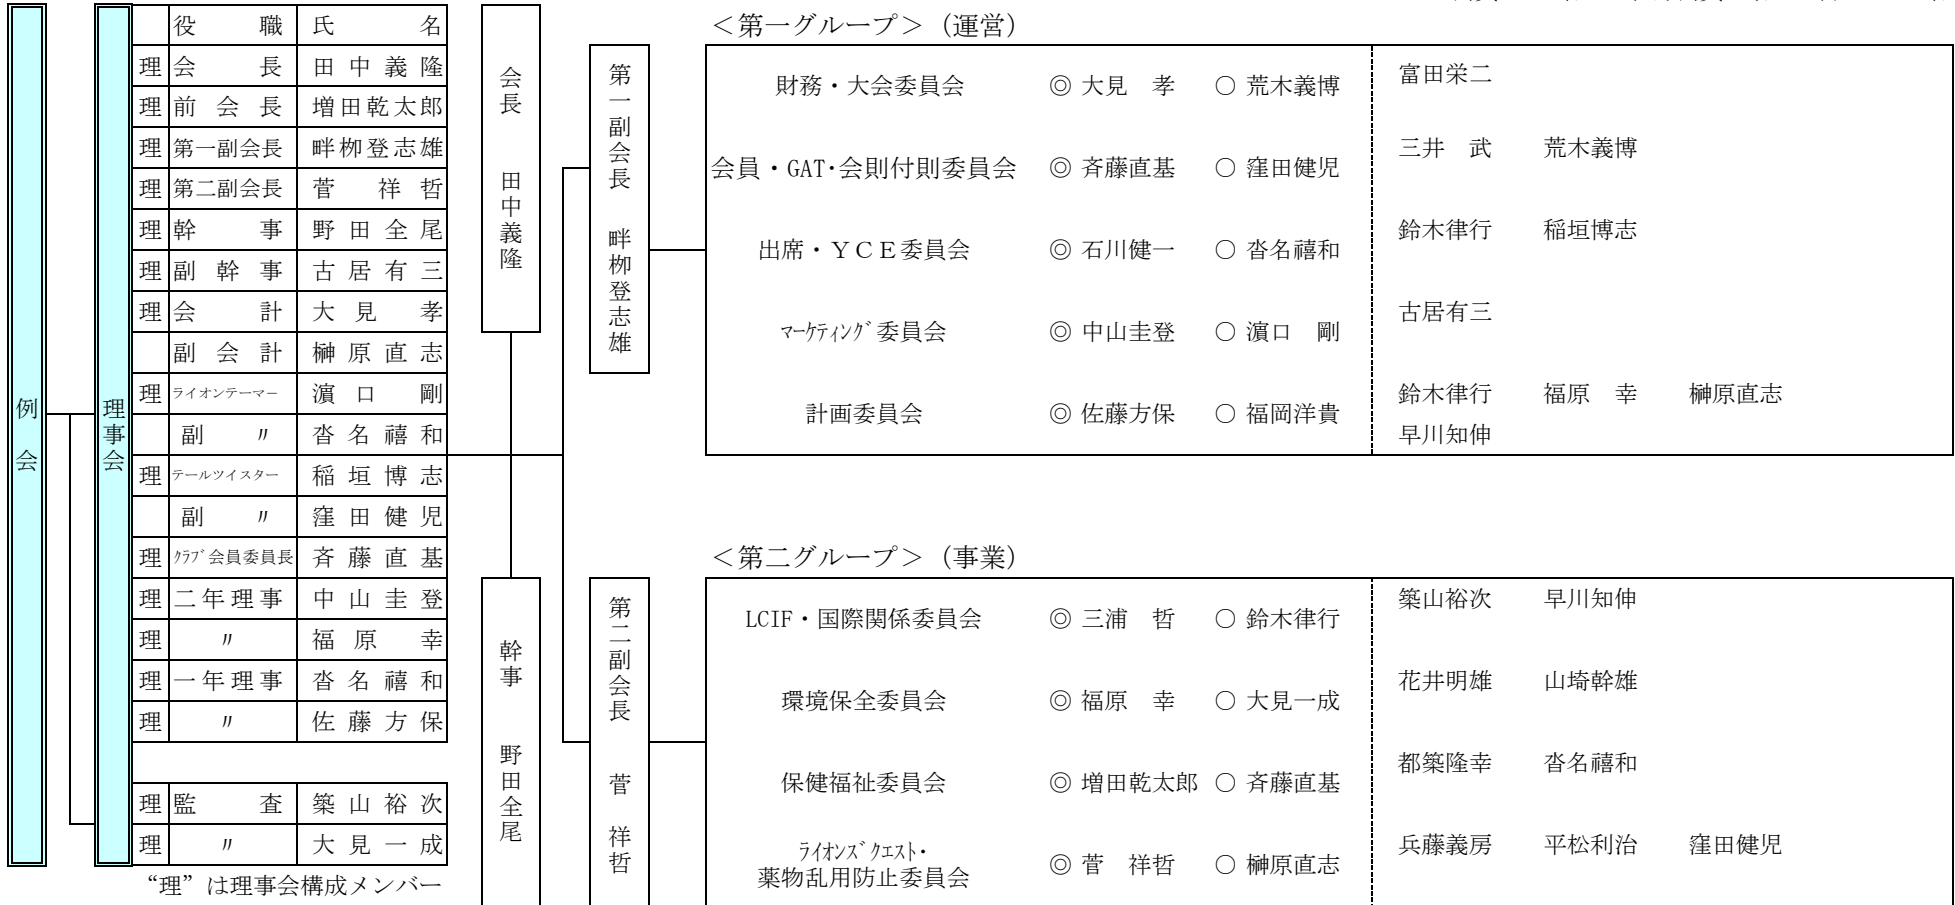 例会
理事会
役職 氏名
理 会長 田中義隆
理 前会長 増田乾太郎
理 第一副会長 畔柳登志雄
理 第二副会長 菅祥哲
理 幹事 野田全尾
理 副幹事 古居有三
理 会計 大見孝
副会計 榊原直志
理 ライオンテーマー 濵口剛
副 〃 沓名禧和
理 テールツイスター 稲垣博志
副 〃 窪田健児
理 クラブ会員委員長 斉藤直基
理 二年理事 中山圭登
理 〃 福原幸
理 一年理事 沓名禧和
理 〃 佐藤方保
理 監査 築山裕次
理 〃 大見一成
“理”は理事会構成メンバー
会長 田中義隆
幹事 野田全尾
第一副会長 畔柳登志雄
＜第一グループ＞（運営）
財務・大会委員会 ◎ 大見 孝 ○ 荒木義博 富田栄二
会員・GAT・会則付則委員会 ◎ 斉藤直基 ○ 窪田健児 三井 武 荒木義博
出席・ＹＣＥ委員会 ◎ 石川健一 ○ 沓名禧和 鈴木律行 稲垣博志
マーケティング委員会 ◎ 中山圭登 ○ 濵口 剛 古居有三
計画委員会 ◎ 佐藤方保 ○ 福岡洋貴 鈴木律行 福原 幸 榊原直志
早川知伸
第二副会長 菅 祥哲
＜第二グループ＞（事業）
LCIF・国際関係委員会 ◎ 三浦 哲 ○ 鈴木律行 築山裕次 早川知伸
環境保全委員会 ◎ 福原 幸 ○ 大見一成 花井明雄 山埼幹雄
保健福祉委員会 ◎ 増田乾太郎 ○ 斉藤直基 都築隆幸 沓名禧和
ライオンズクエスト・
薬物乱用防止委員会 ◎ 菅 祥哲 ○ 榊原直志 兵藤義房 平松利治 窪田健児